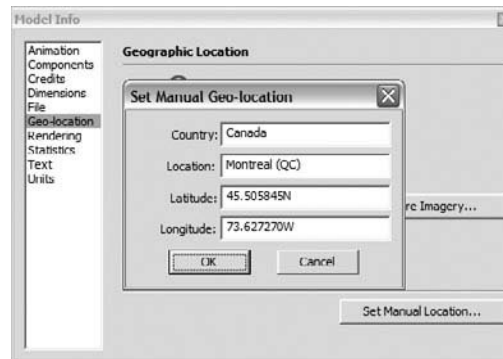 Model Info
Animation
Components
Credits
Dimensions
File
Geo-location
Rendering
Statistics
Text
Units
Geographic Location
Set Manual Geo-location
Country: Canada
Location: Montreal (QC)
Latitude: 45.505845N
Longitude: 73.627270W
OK Cancel
re Imagery...
Set Manual Location...